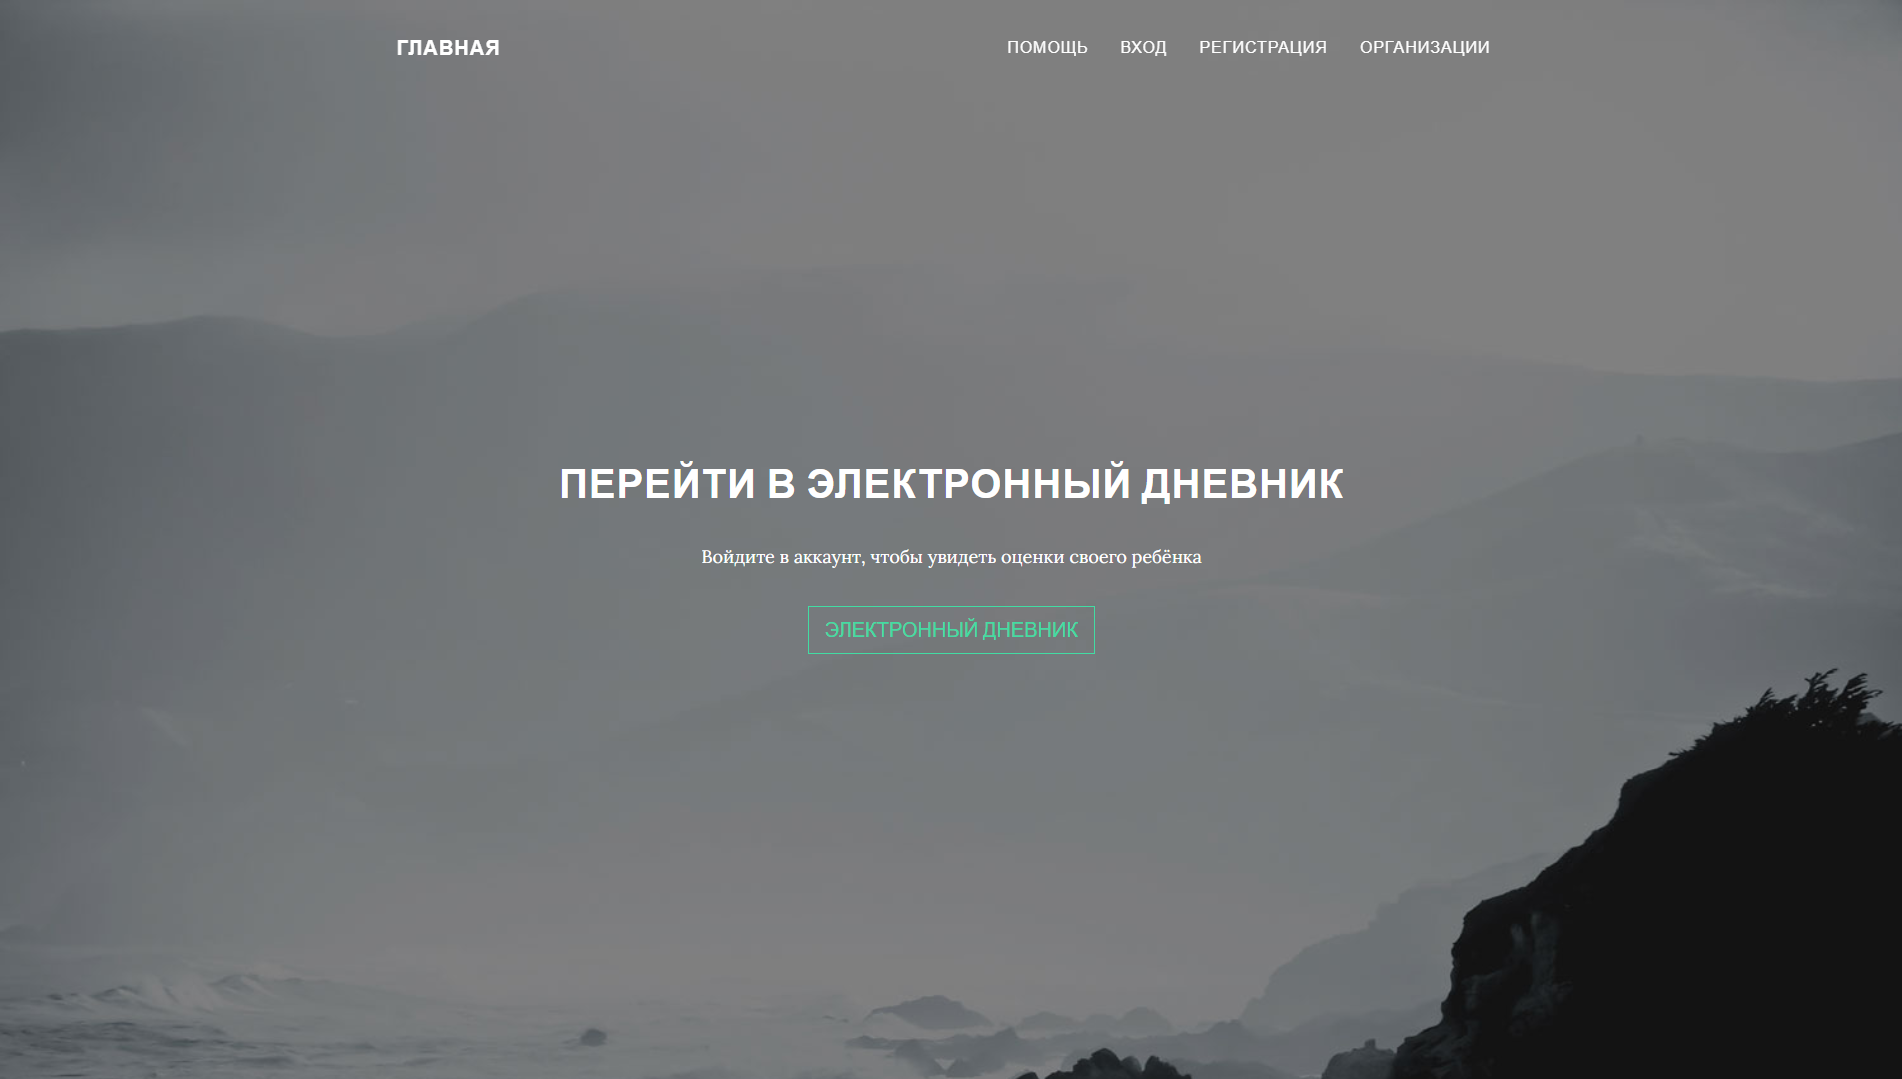 ГЛАВНАЯ
ПОМОЩЬ ВХОД РЕГИСТРАЦИЯ ОРГАНИЗАЦИИ
ПЕРЕЙТИ В ЭЛЕКТРОННЫЙ ДНЕВНИК
Войдите в аккаунт, чтобы увидеть оценки своего ребёнка
ЭЛЕКТРОННЫЙ ДНЕВНИК